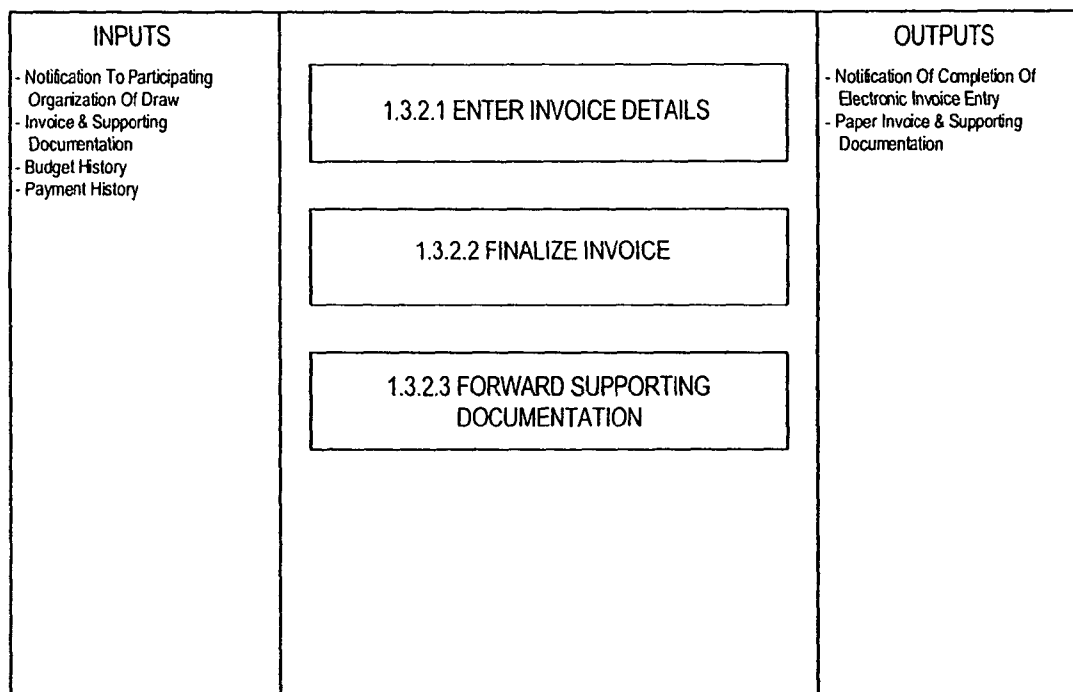 INPUTS
- Notification To Participating
Organization Of Draw
- Invoice & Supporting
Documentation
- Budget History
- Payment History
1.3.2.1 ENTER INVOICE DETAILS
1.3.2.2 FINALIZE INVOICE
1.3.2.3 FORWARD SUPPORTING
DOCUMENTATION
OUTPUTS
- Notification Of Completion Of
Electronic Invoice Entry
- Paper Invoice & Supporting
Documentation